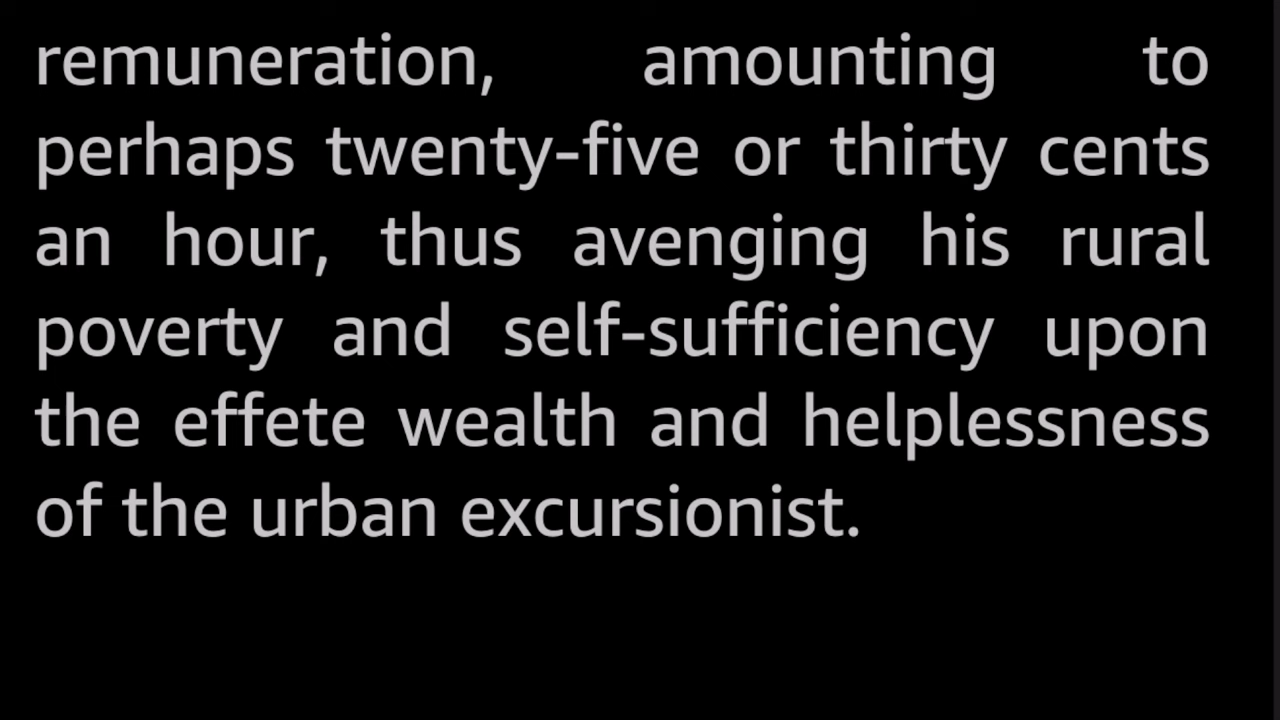 remuneration, amounting to
perhaps twenty-five or thirty cents
an hour, thus avenging his rural
poverty and self-sufficiency upon
the effete wealth and helplessness
of the urban excursionist.